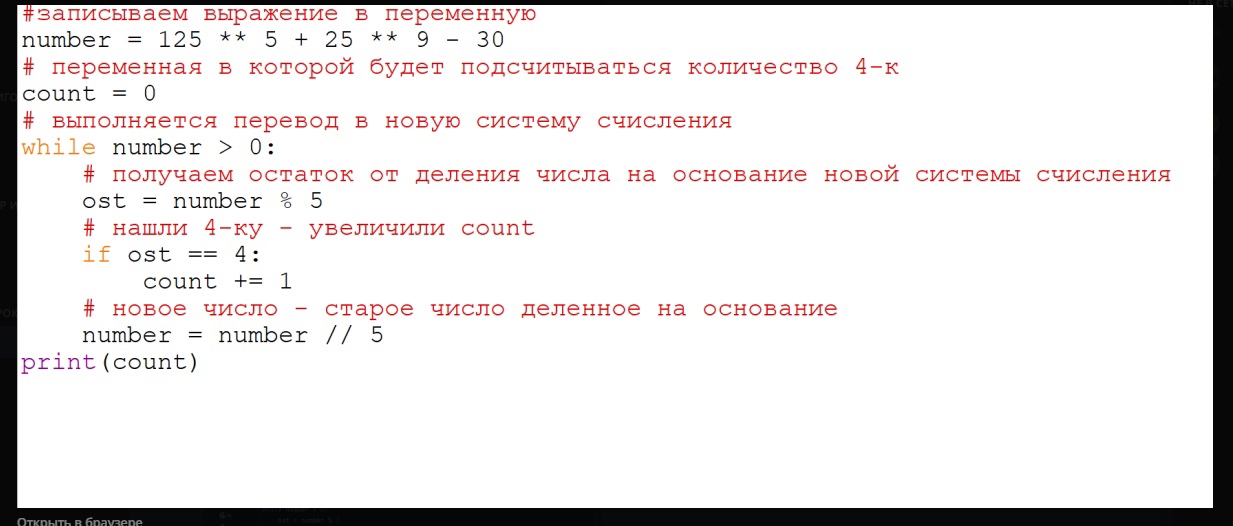 #записываем выражение в переменную
number = 125 ** 5 + 25 ** 9 - 30
# переменная в которой будет подсчитываться количество 4-к
count = 0
# выполняется перевод в новую систему счисления
while number > 0:
    # получаем остаток от деления числа на основание новой системы счисления
    ost = number % 5
    # нашли 4-ку - увеличили count
    if ost == 4:
        count += 1
    # новое число - старое число деленное на основание
    number = number // 5
print(count)
Открыть в браузере